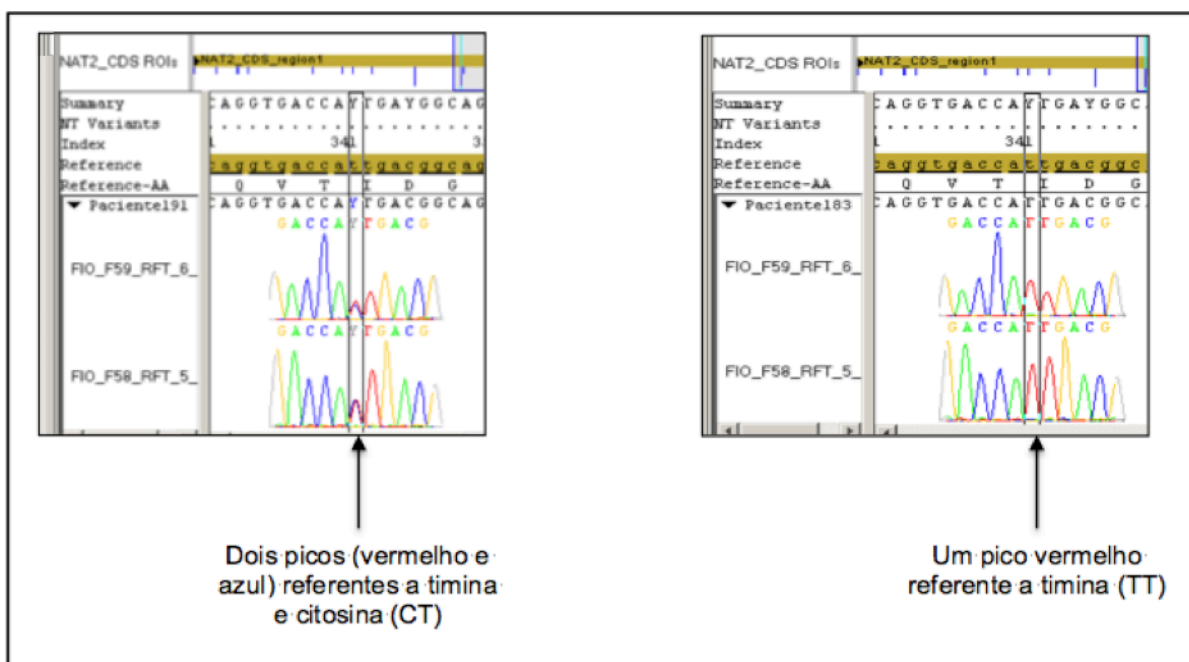 NAT2_CDS ROIs
NAT2_CDS_region1
Summary
CAGGTGACCAYTGAYGGCAG
NT Variants
Index
341
Reference
caggtgaccattgacggcag
Reference-AA
Q V T I D G
Paciente191
CAGGTGACCAYTGACGGCAG
GACCAYTGACG
FIO_F59_RFT_6_
GACCAYTGACG
FIO_F58_RFT_5_
Dois picos (vermelho e
azul) referentes a timina
e citosina (CT)
NAT2_CDS ROIs
NAT2_CDS_region1
Summary
CAGGTGACCAYTGAYGGC
NT Variants
Index
341
Reference
caggtgaccattgacggc
Reference-AA
Q V T I D G
Paciente183
CAGGTGACCATTGACGGC
GACCATTGACG
FIO_F59_RFT_6_
GACCATTGACG
FIO_F58_RFT_5_
Um pico vermelho
referente a timina (TT)